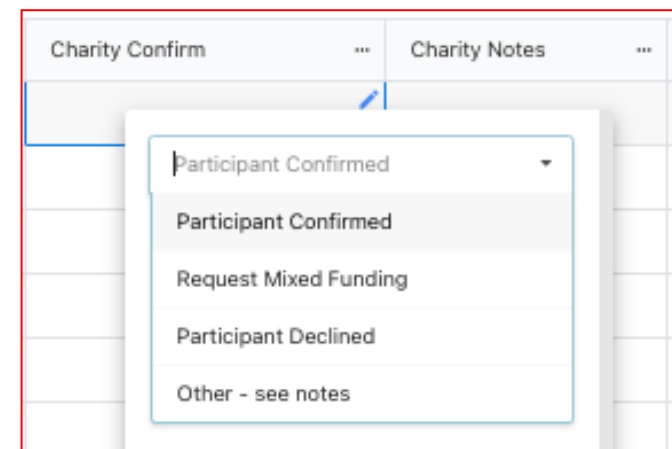 Charity Confirm ... Charity Notes ...
Participant Confirmed
Participant Confirmed
Request Mixed Funding
Participant Declined
Other - see notes